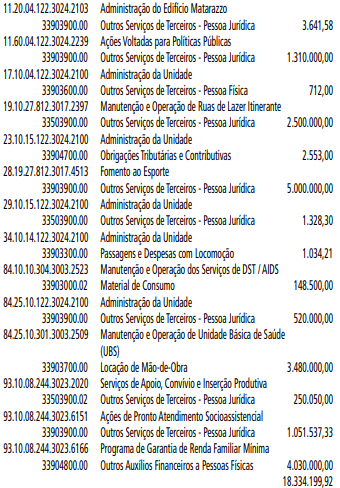 11.20.04.122.3024.2103 Administração do Edifício Matarazzo
33903900.00 Outros Serviços de Terceiros - Pessoa Jurídica 3.641,58
11.60.04.122.3024.2239 Ações Voltadas para Políticas Públicas
33903900.00 Outros Serviços de Terceiros - Pessoa Jurídica 1.310.000,00
17.10.04.122.3024.2100 Administração da Unidade
33903600.00 Outros Serviços de Terceiros - Pessoa Física 712,00
19.10.27.812.3017.2397 Manutenção e Operação de Ruas de Lazer Itinerante
33503900.00 Outros Serviços de Terceiros - Pessoa Jurídica 2.500.000,00
23.10.15.122.3024.2100 Administração da Unidade
33904700.00 Obrigações Tributárias e Contributivas 2.553,00
28.19.27.812.3017.4513 Fomento ao Esporte
33903900.00 Outros Serviços de Terceiros - Pessoa Jurídica 5.000.000,00
29.10.15.122.3024.2100 Administração da Unidade
33503900.00 Outros Serviços de Terceiros - Pessoa Jurídica 1.328,30
34.10.14.122.3024.2100 Administração da Unidade
33903300.00 Passagens e Despesas com Locomoção 1.034,21
84.10.10.304.3003.2523 Manutenção e Operação dos Serviços de DST / AIDS
33903000.02 Material de Consumo 148.500,00
84.25.10.122.3024.2100 Administração da Unidade
33903900.00 Outros Serviços de Terceiros - Pessoa Jurídica 520.000,00
84.25.10.301.3003.2509 Manutenção e Operação de Unidade Básica de Saúde
(UBS)
33903700.00 Locação de Mão-de-Obra 3.480.000,00
93.10.08.244.3023.2020 Serviços de Apoio, Convívio e Inserção Produtiva
33503900.02 Outros Serviços de Terceiros - Pessoa Jurídica 250.050,00
93.10.08.244.3023.6151 Ações de Pronto Atendimento Socioassistencial
33903900.00 Outros Serviços de Terceiros - Pessoa Jurídica 1.051.537,33
93.10.08.244.3023.6166 Programa de Garantia de Renda Familiar Mínima
33904800.00 Outros Auxílios Financeiros a Pessoas Físicas 4.030.000,00
18.334.199,92